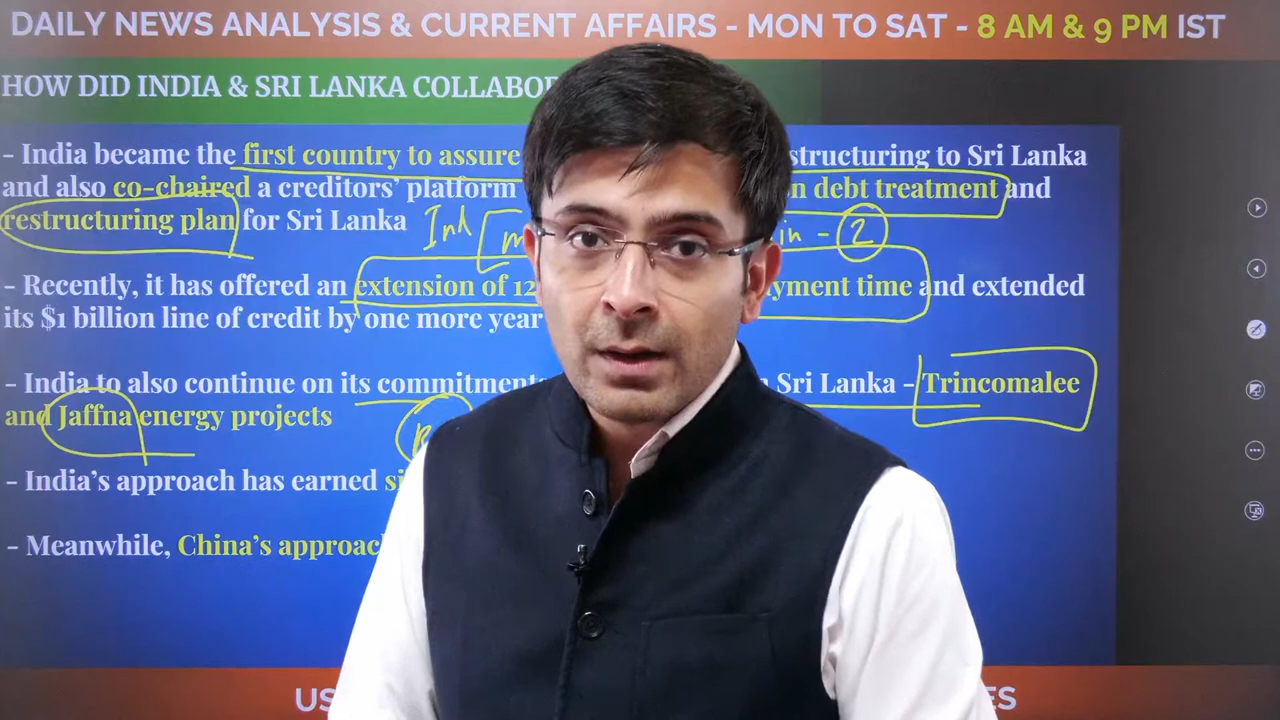 DAILY NEWS ANALYSIS & CURRENT AFFAIRS - MON TO SAT - 8 AM & 9 PM IST
HOW DID INDIA & SRI LANKA COLLABO
- India became the first country to assure structuring to Sri Lanka
and also co-chaired a creditors' platform n debt treatment and
restructuring plan for Sri Lanka
Ind in - 2
- Recently, it has offered an extension of 12 yment time and extended
its $1 billion line of credit by one more year
- India to also continue on its commitments Sri Lanka - Trincomalee
and Jaffna energy projects
- India's approach has earned si
- Meanwhile, China's approac
US ES